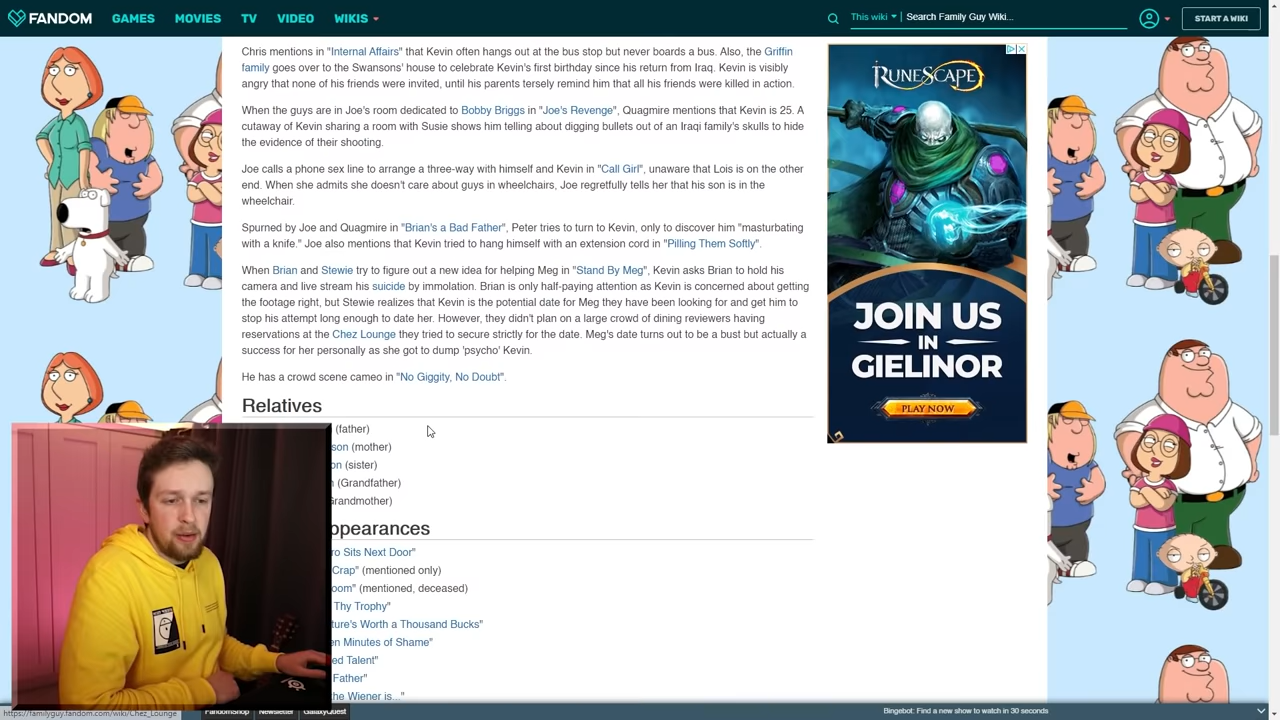 FANDOM GAMES MOVIES TV VIDEO WIKIS This wiki Search Family Guy Wiki... START A WIKI
Chris mentions in "Internal Affairs" that Kevin often hangs out at the bus stop but never boards a bus. Also, the Griffin
family goes over to the Swansons' house to celebrate Kevin's first birthday since his return from Iraq. Kevin is visibly
angry that none of his friends were invited, until his parents tersely remind him that all his friends were killed in action.
When the guys are in Joe's room dedicated to Bobby Briggs in "Joe's Revenge", Quagmire mentions that Kevin is 25. A
cutaway of Kevin sharing a room with Susie shows him telling about digging bullets out of an Iraqi family's skulls to hide
the evidence of their shooting.
Joe calls a phone sex line to arrange a three-way with himself and Kevin in "Call Girl", unaware that Lois is on the other
end. When she admits she doesn't care about guys in wheelchairs, Joe regretfully tells her that his son is in the
wheelchair.
Spurned by Joe and Quagmire in "Brian's a Bad Father", Peter tries to turn to Kevin, only to discover him "masturbating
with a knife." Joe also mentions that Kevin tried to hang himself with an extension cord in "Pilling Them Softly".
When Brian and Stewie try to figure out a new idea for helping Meg in "Stand By Meg", Kevin asks Brian to hold his
camera and live stream his suicide by immolation. Brian is only half-paying attention as Kevin is concerned about getting
the footage right, but Stewie realizes that Kevin is the potential date for Meg they have been looking for and get him to
stop his attempt long enough to date her. However, they didn't plan on a large crowd of dining reviewers having
reservations at the Chez Lounge they tried to secure strictly for the date. Meg's date turns out to be a bust but actually a
success for her personally as she got to dump 'psycho' Kevin.
He has a crowd scene cameo in "No Giggity, No Doubt".
Relatives
(father)
son (mother)
on (sister)
(Grandfather)
Grandmother)
ppearances
ro Sits Next Door"
Crap" (mentioned only)
oom" (mentioned, deceased)
Thy Trophy"
ture's Worth a Thousand Bucks"
en Minutes of Shame"
ed Talent"
Father"
the Wiener is..."
RUNESCAPE
JOIN US
IN
GIELINOR
PLAY NOW
https://familyguy.fandom.com/wiki/Chez_Lounge
FandomShop Newsletter GalaxyQuest Bingebot: Find a new show to watch in 30 seconds